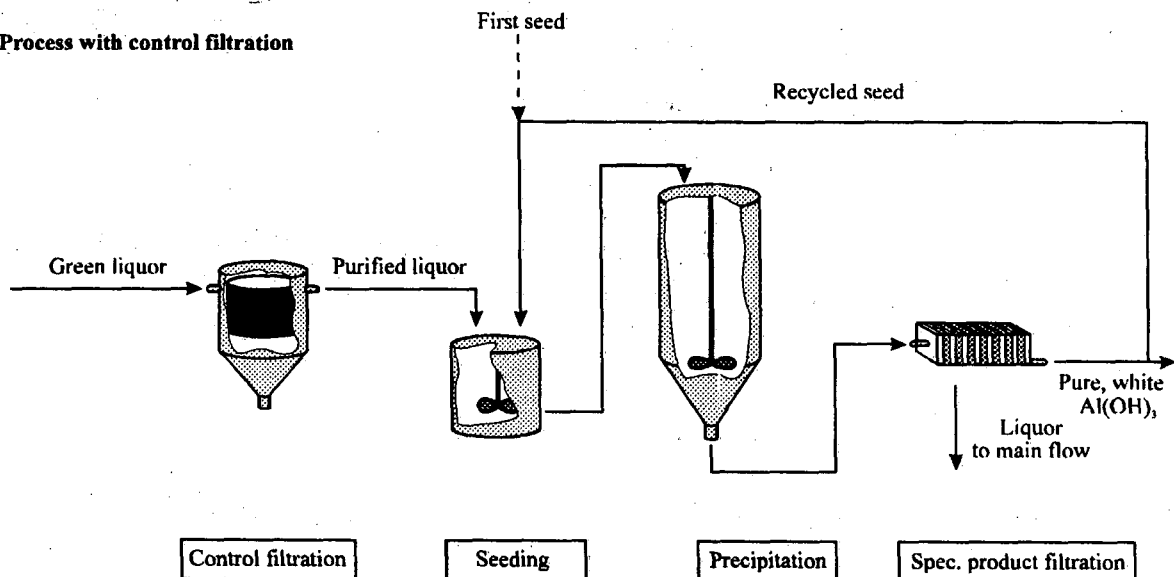 First seed
Process with control filtration
Recycled seed
Green liquor
Purified liquor
Pure, white
Al(OH)₃
Liquor
to main flow
Control filtration
Seeding
Precipitation
Spec. product filtration